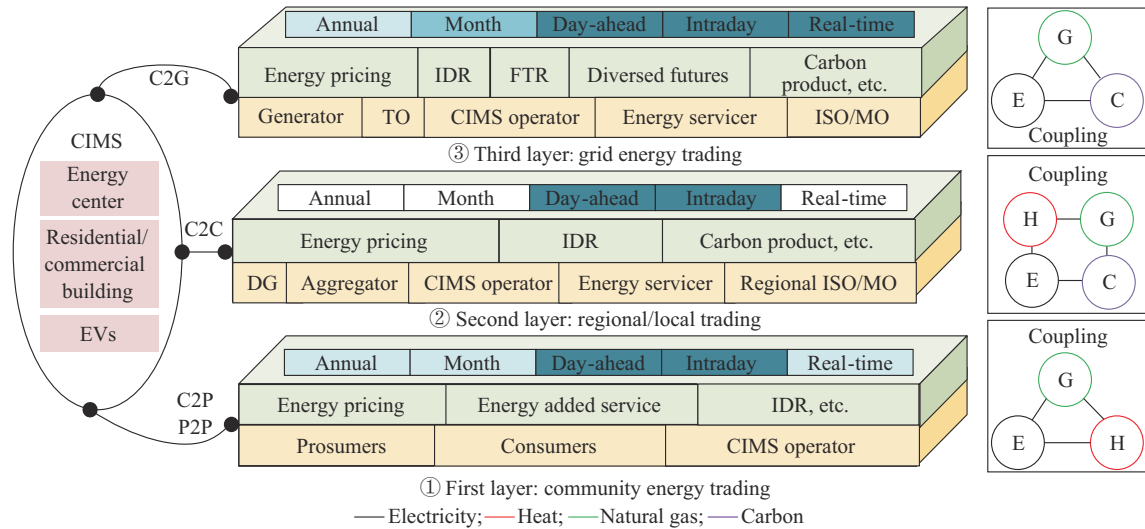 Annual Month Day-ahead Intraday Real-time
C2G
Energy pricing IDR FTR Diversed futures Carbon product, etc.
Generator TO CIMS operator Energy servicer ISO/MO
③ Third layer: grid energy trading
G
E C
Coupling
CIMS
Energy
center
Residential/
commercial
building
EVs
C2C
Annual Month Day-ahead Intraday Real-time
Energy pricing IDR Carbon product, etc.
DG Aggregator CIMS operator Energy servicer Regional ISO/MO
② Second layer: regional/local trading
Coupling
H G
E C
C2P
P2P
Annual Month Day-ahead Intraday Real-time
Energy pricing Energy added service IDR, etc.
Prosumers Consumers CIMS operator
① First layer: community energy trading
Coupling
G
E H
Electricity; Heat; Natural gas; Carbon